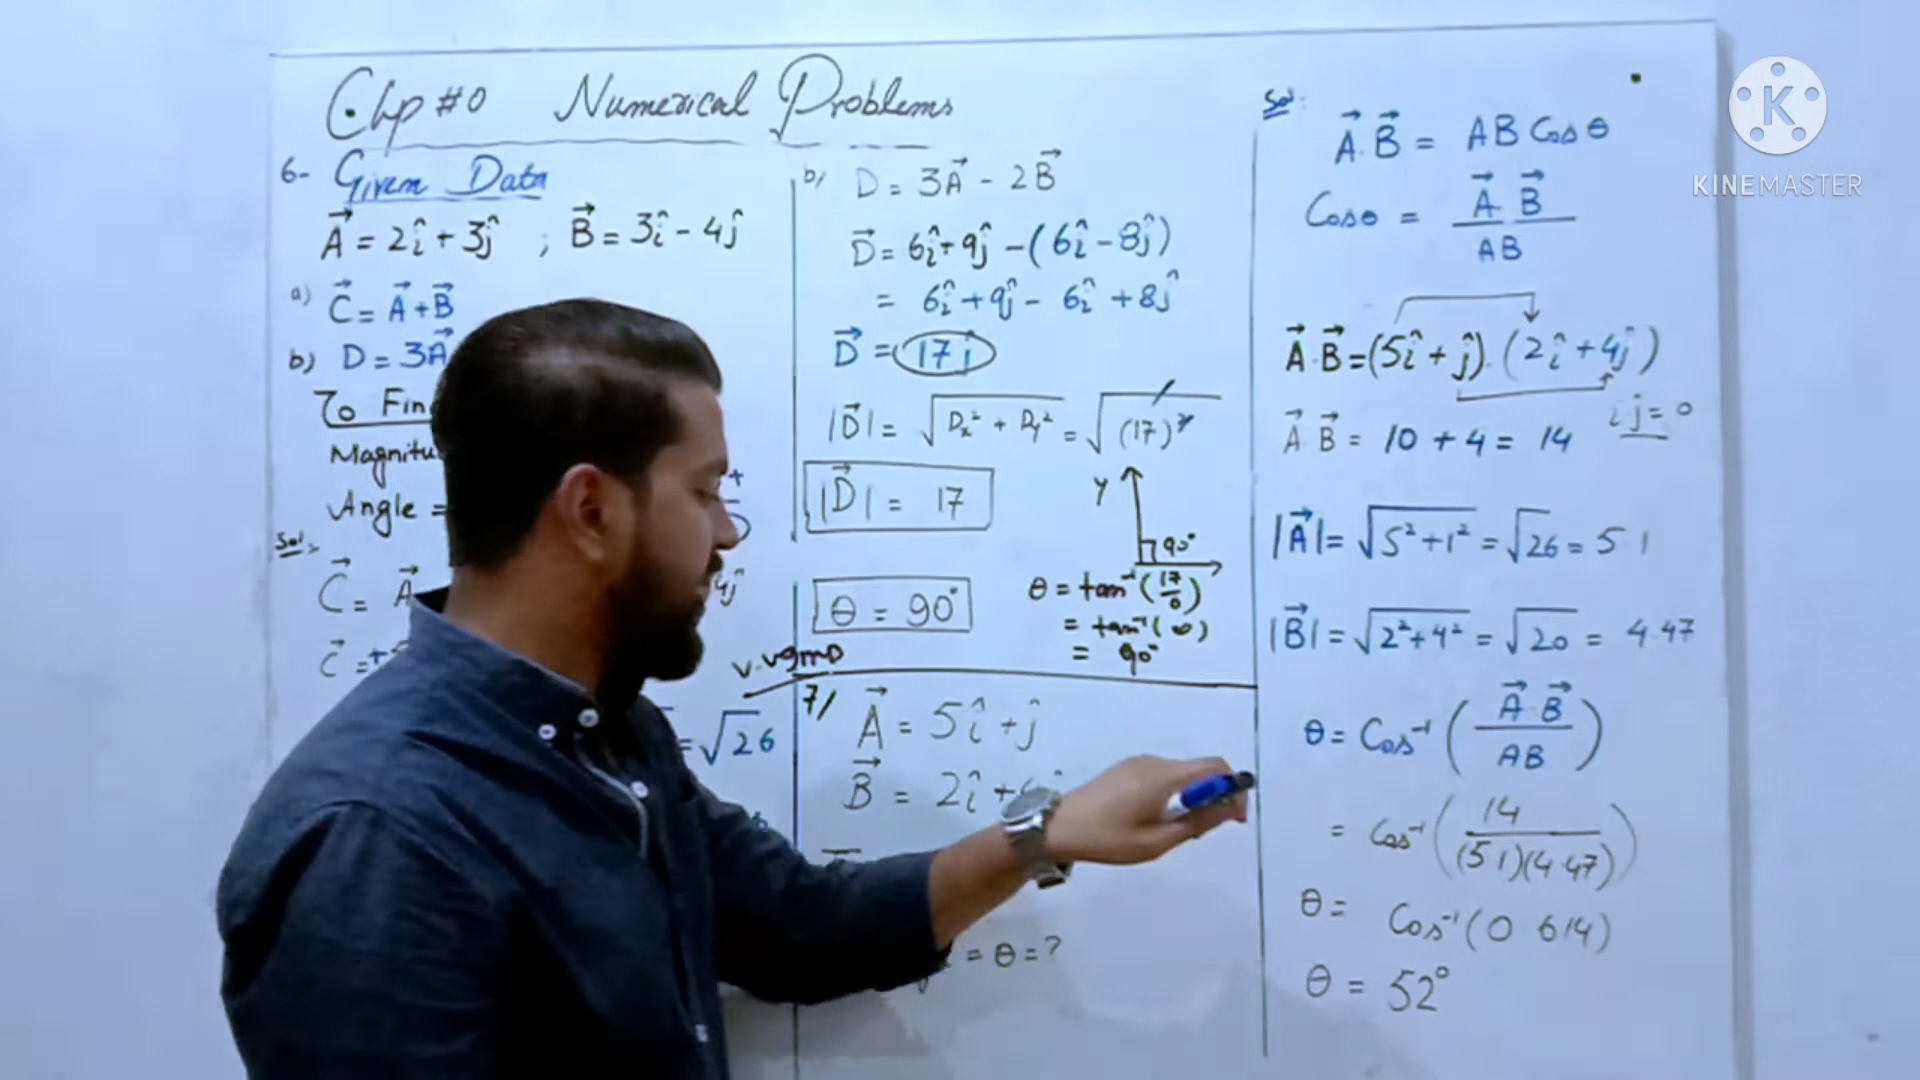 Chp #0 Numerical Problems
6- Given Data
A⃗ = 2î + 3ĵ ; B⃗ = 3î - 4ĵ
a) C⃗ = A⃗ + B⃗
b) D = 3A⃗
To Fin
Magnitu
Angle =
Sol:-
C⃗ = A⃗ 4ĵ
C⃗ =
= √26
b) D = 3A⃗ - 2B⃗
D⃗ = 6î + 9ĵ - (6î - 8ĵ)
= 6î + 9ĵ - 6î + 8ĵ
D⃗ = 17ĵ
|D⃗| = √Dx² + Dy² = √(17)²
|D⃗| = 17
Y
90°
θ = 90°
θ = tan⁻¹(17/0)
= tan⁻¹(∞)
= 90°
7/ A⃗ = 5î + ĵ
B⃗ = 2î +
= θ = ?
Sol:
A⃗.B⃗ = AB Cosθ
Cosθ = A⃗.B⃗ / AB
A⃗.B⃗ = (5î + ĵ).(2î + 4ĵ)
i.j = 0
A⃗.B⃗ = 10 + 4 = 14
|A⃗| = √5² + 1² = √26 = 5.1
|B⃗| = √2² + 4² = √20 = 4.47
θ = Cos⁻¹(A⃗.B⃗ / AB)
= Cos⁻¹(14 / (5.1)(4.47))
θ = Cos⁻¹(0.614)
θ = 52°
K
KINEMASTER